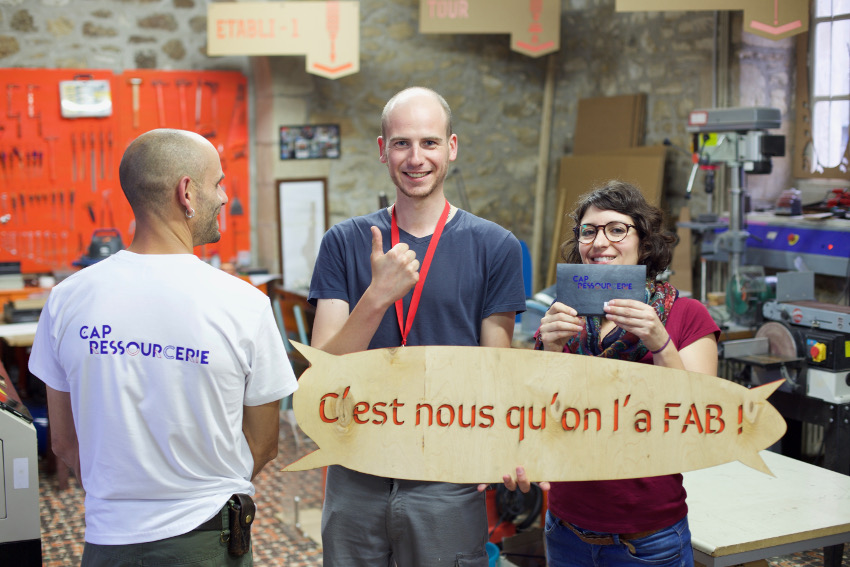 ETABLI-1
TOUR
CAP
RESSOURCERIE
CAP
RESSOURCERIE
C'est nous qu'on l'a FAB !